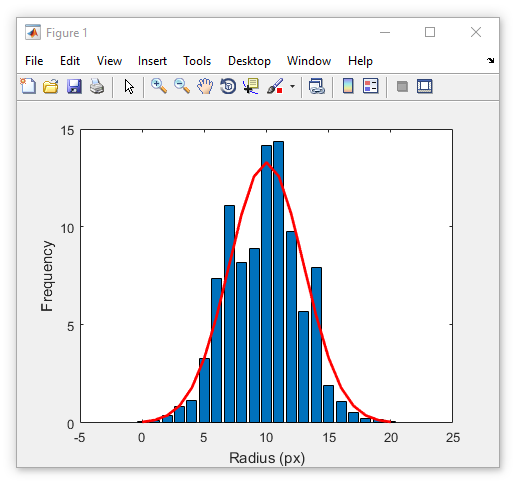 Figure 1
File Edit View Insert Tools Desktop Window Help
15
10
5
0
Frequency
-5 0 5 10 15 20 25
Radius (px)